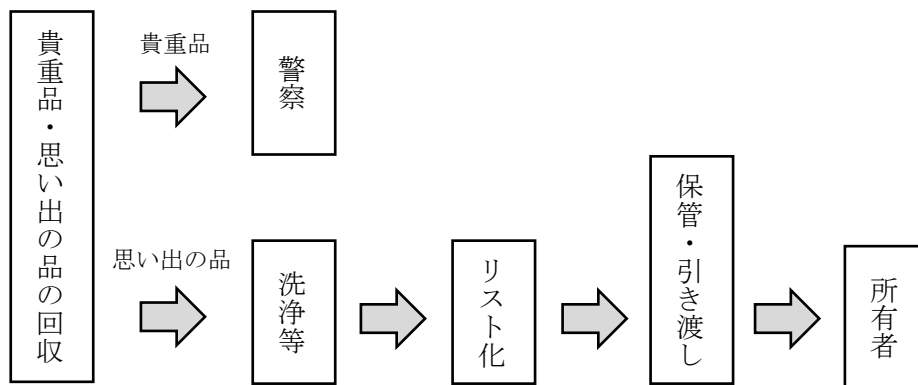 貴重品・思い出の品の回収
貴重品
警察
思い出の品
洗浄等
リスト化
保管・引き渡し
所有者